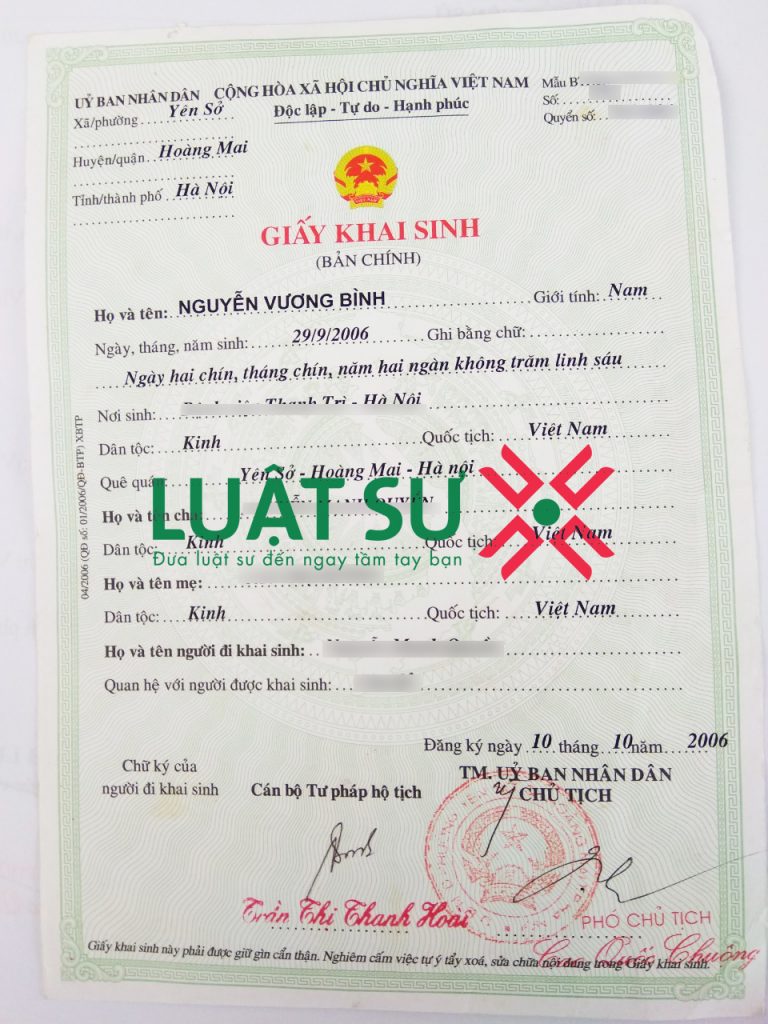 UỶ BAN NHÂN DÂN CỘNG HÒA XÃ HỘI CHỦ NGHĨA VIỆT NAM
Độc lập - Tự do - Hạnh phúc
Xã/phường Yên Sở
Huyện/quận Hoàng Mai
Tỉnh/thành phố Hà Nội
Mẫu
Số:
Quyển số:
GIẤY KHAI SINH
(BẢN CHÍNH)
Họ và tên: NGUYỄN VƯƠNG BÌNH Giới tính: Nam
Ngày, tháng, năm sinh: 29/9/2006 Ghi bằng chữ:
Ngày hai chín, tháng chín, năm hai ngàn không trăm linh sáu
Nơi sinh: Thanh Trì - Hà Nội
Dân tộc: Kinh Quốc tịch: Việt Nam
Quê quán: Yên Sở - Hoàng Mai - Hà nội
LUẬT SƯ
Đưa luật sư đến ngay tầm tay bạn
Họ và tên cha:
Dân tộc: Kinh Quốc tịch: Việt Nam
Họ và tên mẹ:
Dân tộc: Kinh Quốc tịch: Việt Nam
Họ và tên người đi khai sinh:
Quan hệ với người được khai sinh:
Đăng ký ngày 10 tháng 10 năm 2006
Chữ ký của
người đi khai sinh
Cán bộ Tư pháp hộ tịch
TM. UỶ BAN NHÂN DÂN
CHỦ TỊCH
Trần Thị Thanh Hoài
PHÓ CHỦ TỊCH
Cao Quốc Chuộng
Giấy khai sinh này phải được giữ gìn cẩn thận. Nghiêm cấm việc tự ý tẩy xoá, sửa chữa nội dung trong Giấy khai sinh.
04/2006 (QĐ số: 01/2006/QĐ-BTP) XBTP